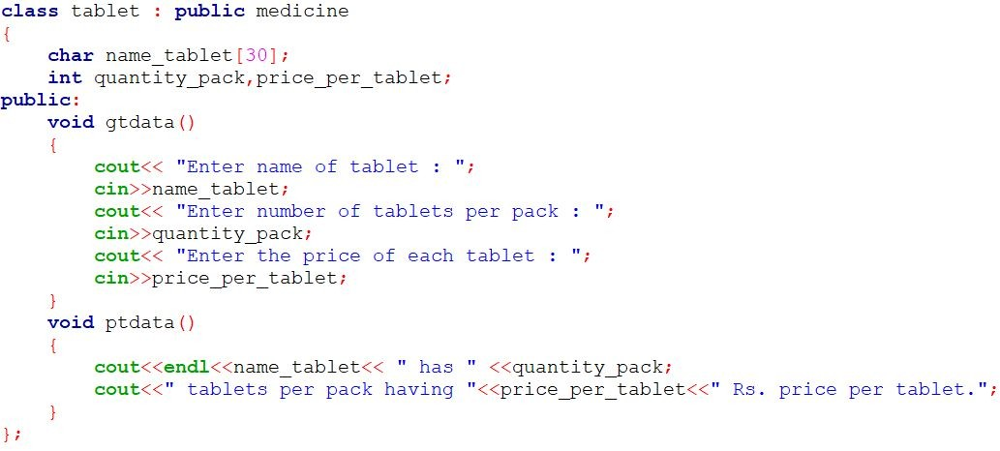 class tablet : public medicine
{
    char name_tablet[30];
    int quantity_pack,price_per_tablet;
public:
    void gtdata()
    {
        cout<< "Enter name of tablet : ";
        cin>>name_tablet;
        cout<< "Enter number of tablets per pack : ";
        cin>>quantity_pack;
        cout<< "Enter the price of each tablet : ";
        cin>>price_per_tablet;
    }
    void ptdata()
    {
        cout<<endl<<name_tablet<< " has " <<quantity_pack;
        cout<<" tablets per pack having "<<price_per_tablet<<" Rs. price per tablet.";
    }
};